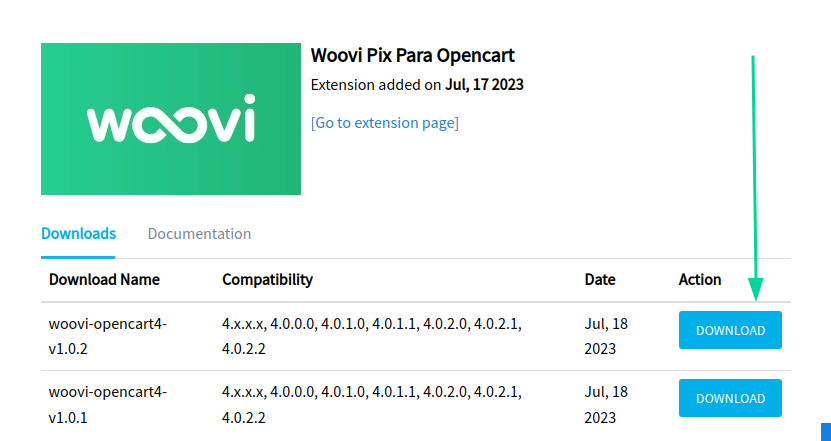 woovi
Woovi Pix Para Opencart
Extension added on Jul, 17 2023
[Go to extension page]
Downloads Documentation
Download Name Compatibility Date Action
woovi-opencart4- 4.x.x.x, 4.0.0.0, 4.0.1.0, 4.0.1.1, 4.0.2.0, 4.0.2.1, Jul, 18 DOWNLOAD
v1.0.2 4.0.2.2 2023
woovi-opencart4- 4.x.x.x, 4.0.0.0, 4.0.1.0, 4.0.1.1, 4.0.2.0, 4.0.2.1, Jul, 18 DOWNLOAD
v1.0.1 4.0.2.2 2023